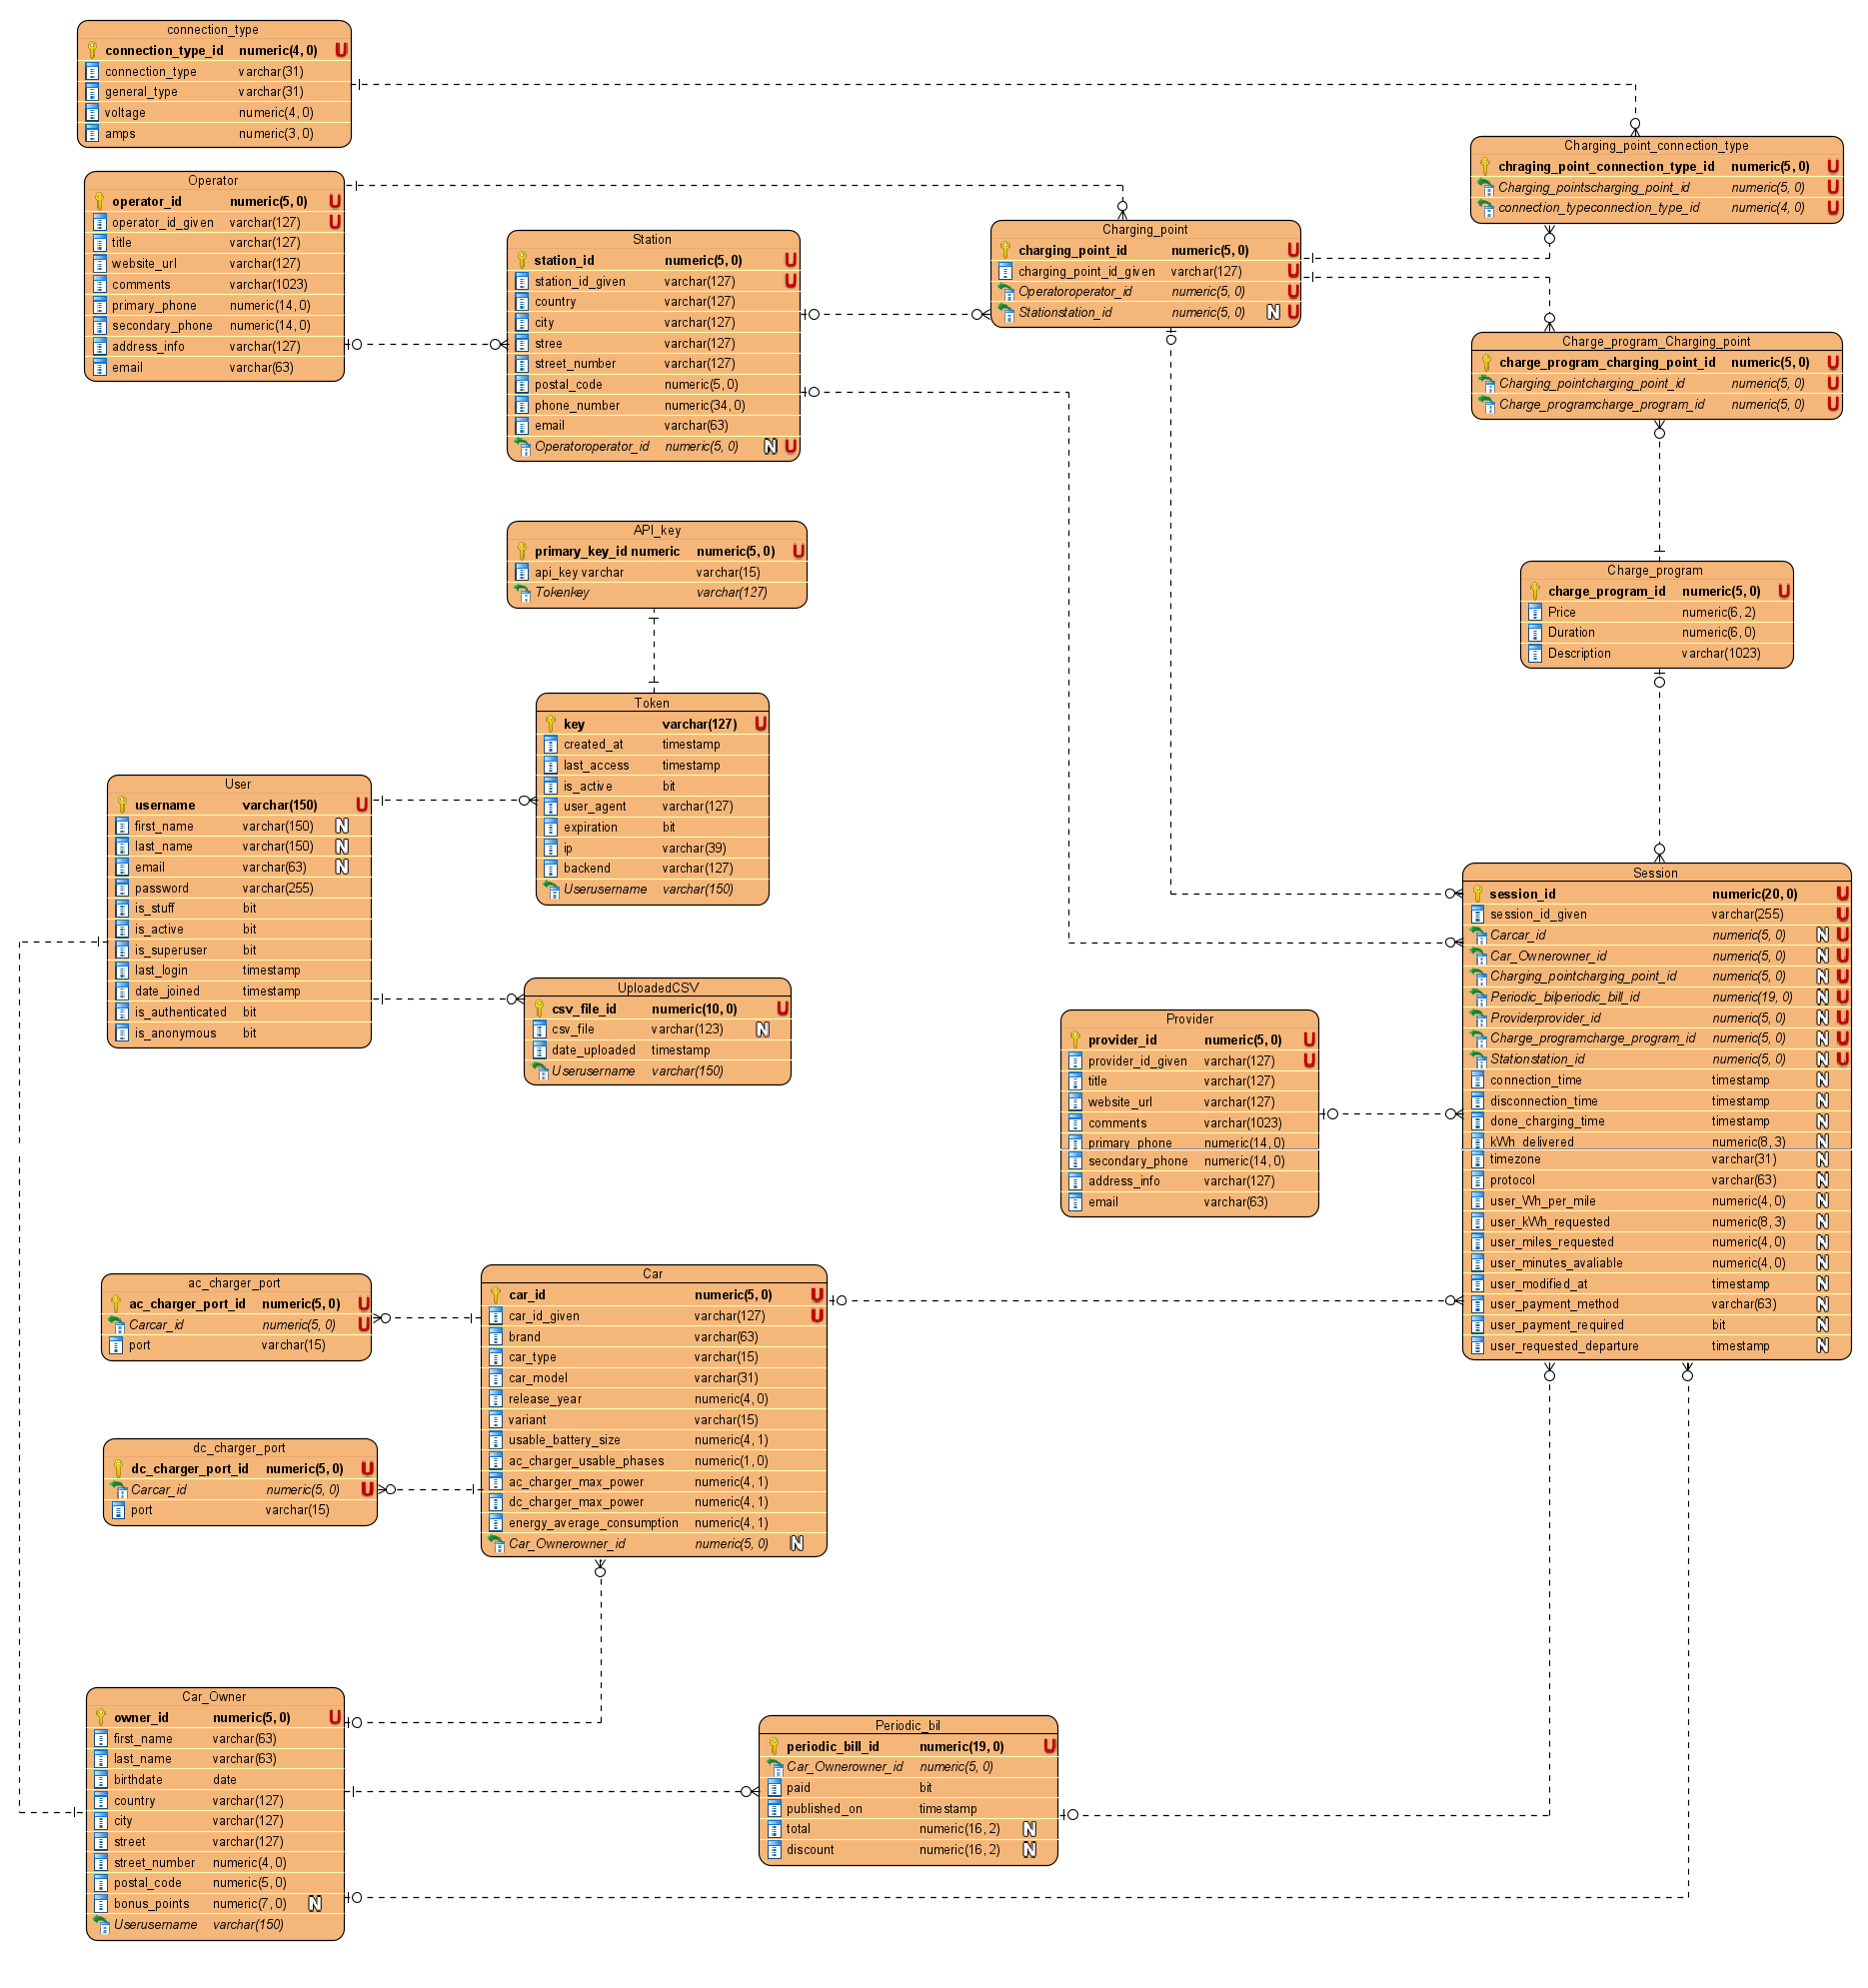 connection_type
connection_type_id numeric(4, 0) U
connection_type varchar(31)
general_type varchar(31)
voltage numeric(4, 0)
amps numeric(3, 0)
Operator
operator_id numeric(5, 0) U
operator_id_given varchar(127) U
title varchar(127)
website_url varchar(127)
comments varchar(1023)
primary_phone numeric(14, 0)
secondary_phone numeric(14, 0)
address_info varchar(127)
email varchar(63)
Station
station_id numeric(5, 0) U
station_id_given varchar(127) U
country varchar(127)
city varchar(127)
stree varchar(127)
street_number varchar(127)
postal_code numeric(5, 0)
phone_number numeric(34, 0)
email varchar(63)
Operatoroperator_id numeric(5, 0) N U
Charging_point
charging_point_id numeric(5, 0) U
charging_point_id_given varchar(127) U
Operatoroperator_id numeric(5, 0) U
Stationstation_id numeric(5, 0) N U
Charging_point_connection_type
chraging_point_connection_type_id numeric(5, 0) U
Charging_pointscharging_point_id numeric(5, 0) U
connection_typeconnection_type_id numeric(4, 0) U
Charge_program_Charging_point
charge_program_charging_point_id numeric(5, 0) U
Charging_pointcharging_point_id numeric(5, 0) U
Charge_programcharge_program_id numeric(5, 0) U
API_key
primary_key_id numeric numeric(5, 0) U
api_key varchar varchar(15)
Tokenkey varchar(127)
Charge_program
charge_program_id numeric(5, 0) U
Price numeric(6, 2)
Duration numeric(6, 0)
Description varchar(1023)
Token
key varchar(127) U
created_at timestamp
last_access timestamp
is_active bit
user_agent varchar(127)
expiration bit
ip varchar(39)
backend varchar(127)
Userusername varchar(150)
User
username varchar(150) U
first_name varchar(150) N
last_name varchar(150) N
email varchar(63) N
password varchar(255)
is_stuff bit
is_active bit
is_superuser bit
last_login timestamp
date_joined timestamp
is_authenticated bit
is_anonymous bit
UploadedCSV
csv_file_id numeric(10, 0) U
csv_file varchar(123) N
date_uploaded timestamp
Userusername varchar(150)
Provider
provider_id numeric(5, 0) U
provider_id_given varchar(127) U
title varchar(127)
website_url varchar(127)
comments varchar(1023)
primary_phone numeric(14, 0)
secondary_phone numeric(14, 0)
address_info varchar(127)
email varchar(63)
Session
session_id numeric(20, 0) U
session_id_given varchar(255) U
Carcar_id numeric(5, 0) N U
Car_Ownerowner_id numeric(5, 0) N U
Charging_pointcharging_point_id numeric(5, 0) N U
Periodic_bilperiodic_bill_id numeric(19, 0) N U
Providerprovider_id numeric(5, 0) N U
Charge_programcharge_program_id numeric(5, 0) N U
Stationstation_id numeric(5, 0) N U
connection_time timestamp N
disconnection_time timestamp N
done_charging_time timestamp N
kWh_delivered numeric(8, 3) N
timezone varchar(31) N
protocol varchar(63) N
user_Wh_per_mile numeric(4, 0) N
user_kWh_requested numeric(8, 3) N
user_miles_requested numeric(4, 0) N
user_minutes_avaliable numeric(4, 0) N
user_modified_at timestamp N
user_payment_method varchar(63) N
user_payment_required bit N
user_requested_departure timestamp N
ac_charger_port
ac_charger_port_id numeric(5, 0) U
Carcar_id numeric(5, 0) U
port varchar(15)
dc_charger_port
dc_charger_port_id numeric(5, 0) U
Carcar_id numeric(5, 0) U
port varchar(15)
Car
car_id numeric(5, 0) U
car_id_given varchar(127) U
brand varchar(63)
car_type varchar(15)
car_model varchar(31)
release_year numeric(4, 0)
variant varchar(15)
usable_battery_size numeric(4, 1)
ac_charger_usable_phases numeric(1, 0)
ac_charger_max_power numeric(4, 1)
dc_charger_max_power numeric(4, 1)
energy_average_consumption numeric(4, 1)
Car_Ownerowner_id numeric(5, 0) N
Car_Owner
owner_id numeric(5, 0) U
first_name varchar(63)
last_name varchar(63)
birthdate date
country varchar(127)
city varchar(127)
street varchar(127)
street_number numeric(4, 0)
postal_code numeric(5, 0)
bonus_points numeric(7, 0) N
Userusername varchar(150)
Periodic_bil
periodic_bill_id numeric(19, 0) U
Car_Ownerowner_id numeric(5, 0)
paid bit
published_on timestamp
total numeric(16, 2) N
discount numeric(16, 2) N